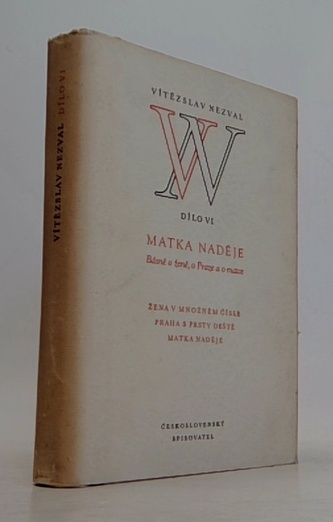 VÍTĚZSLAV NEZVAL DÍLO VI
VÍTĚZSLAV NEZVAL
VN
DÍLO VI
MATKA NADĚJE
Básně o ženě, o Praze a o matce
ŽENA V MNOŽNÉM ČÍSLE
PRAHA S PRSTY DEŠTĚ
MATKA NADĚJE
ČESKOSLOVENSKÝ
SPISOVATEL